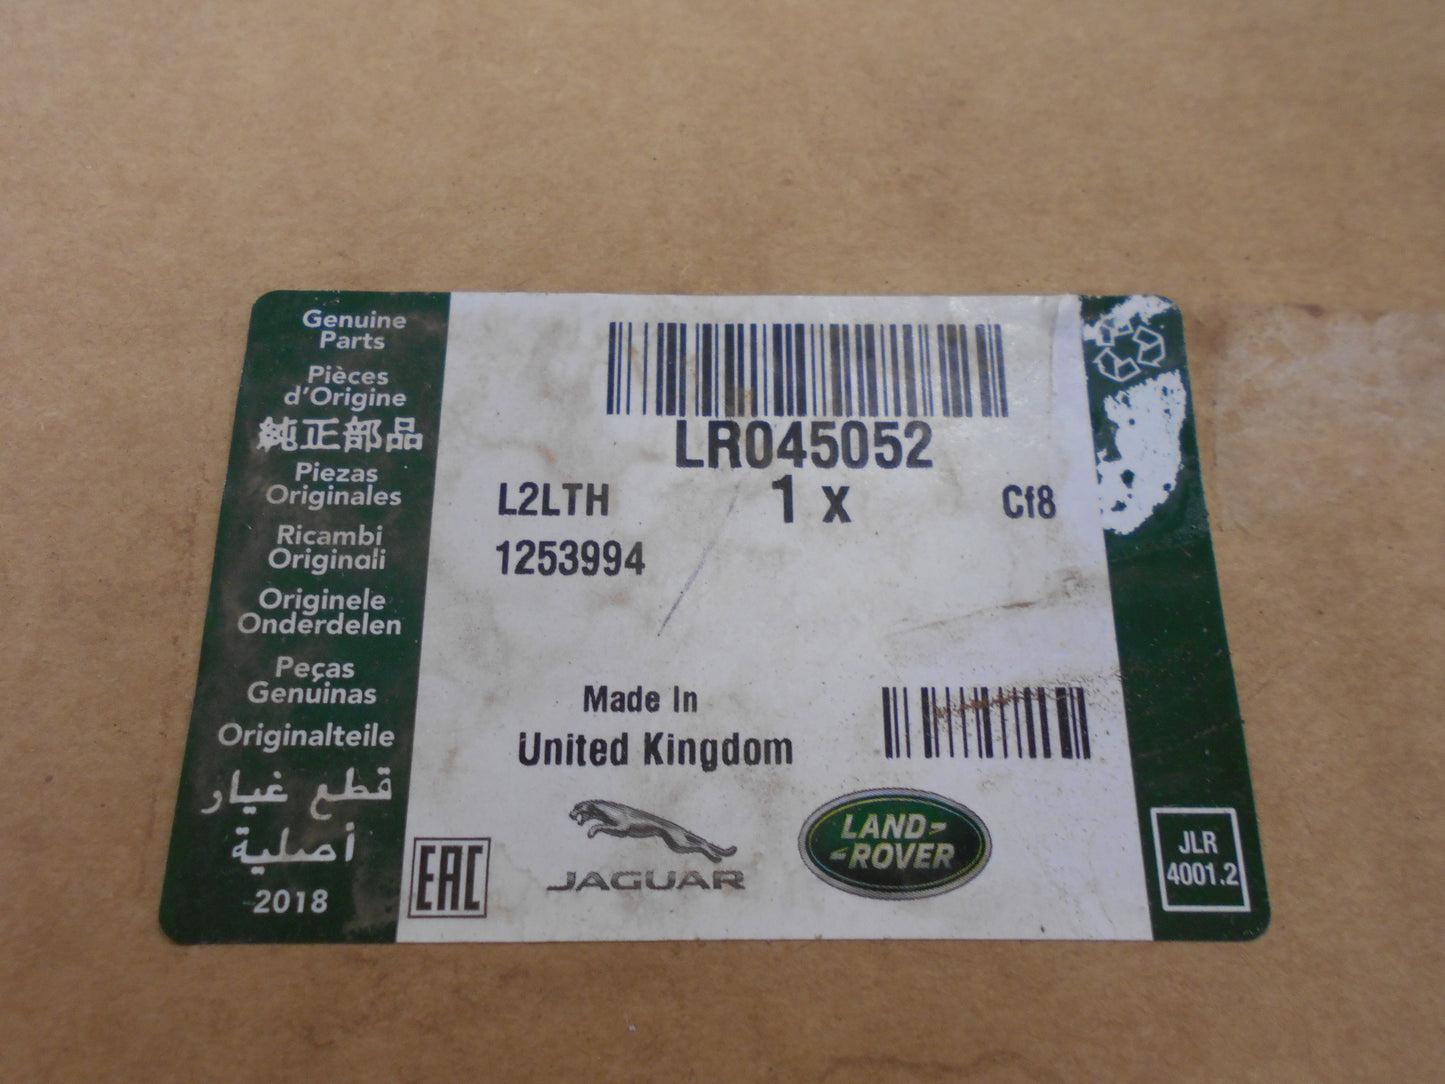 Genuine
Parts
Pièces
d'Origine
純正部品
Piezas
Originales
Ricambi
Originali
Originele
Onderdelen
Peças
Genuinas
Originalteile
قطع غيار
أصلية
2018
LR045052
L2LTH 1 x Cf8
1253994
Made In
United Kingdom
EAC
JAGUAR
LAND-
-ROVER
JLR
4001.2